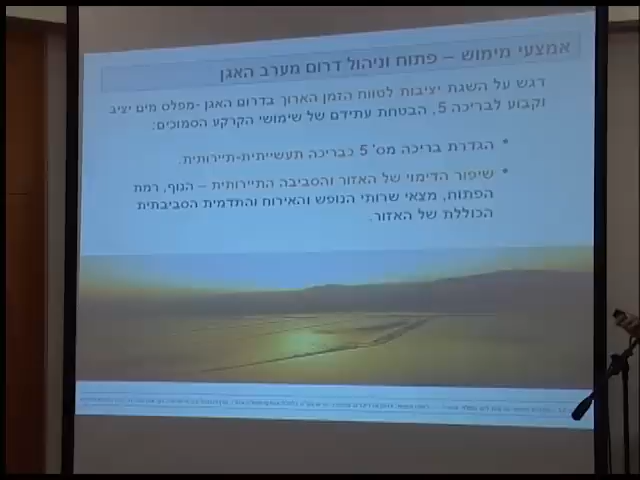 אמצעי מימוש – פתוח וניהול דרום מערב האגן
דגש על השגת יציבות לטווח הזמן הארוך בדרום האגן -מפלס מים יציב
וקבוע לבריכה 5, הבטחת עתידם של שימושי הקרקע הסמוכים:
• הגדרת בריכה מס' 5 כבריכה תעשייתית-תיירותית.
• שיפור הדימוי של האזור והסביבה התיירותית – הנוף, רמת
הפתוח, מצאי שרותי הנופש והאירוח והתדמית הסביבתית
הכוללת של האזור.